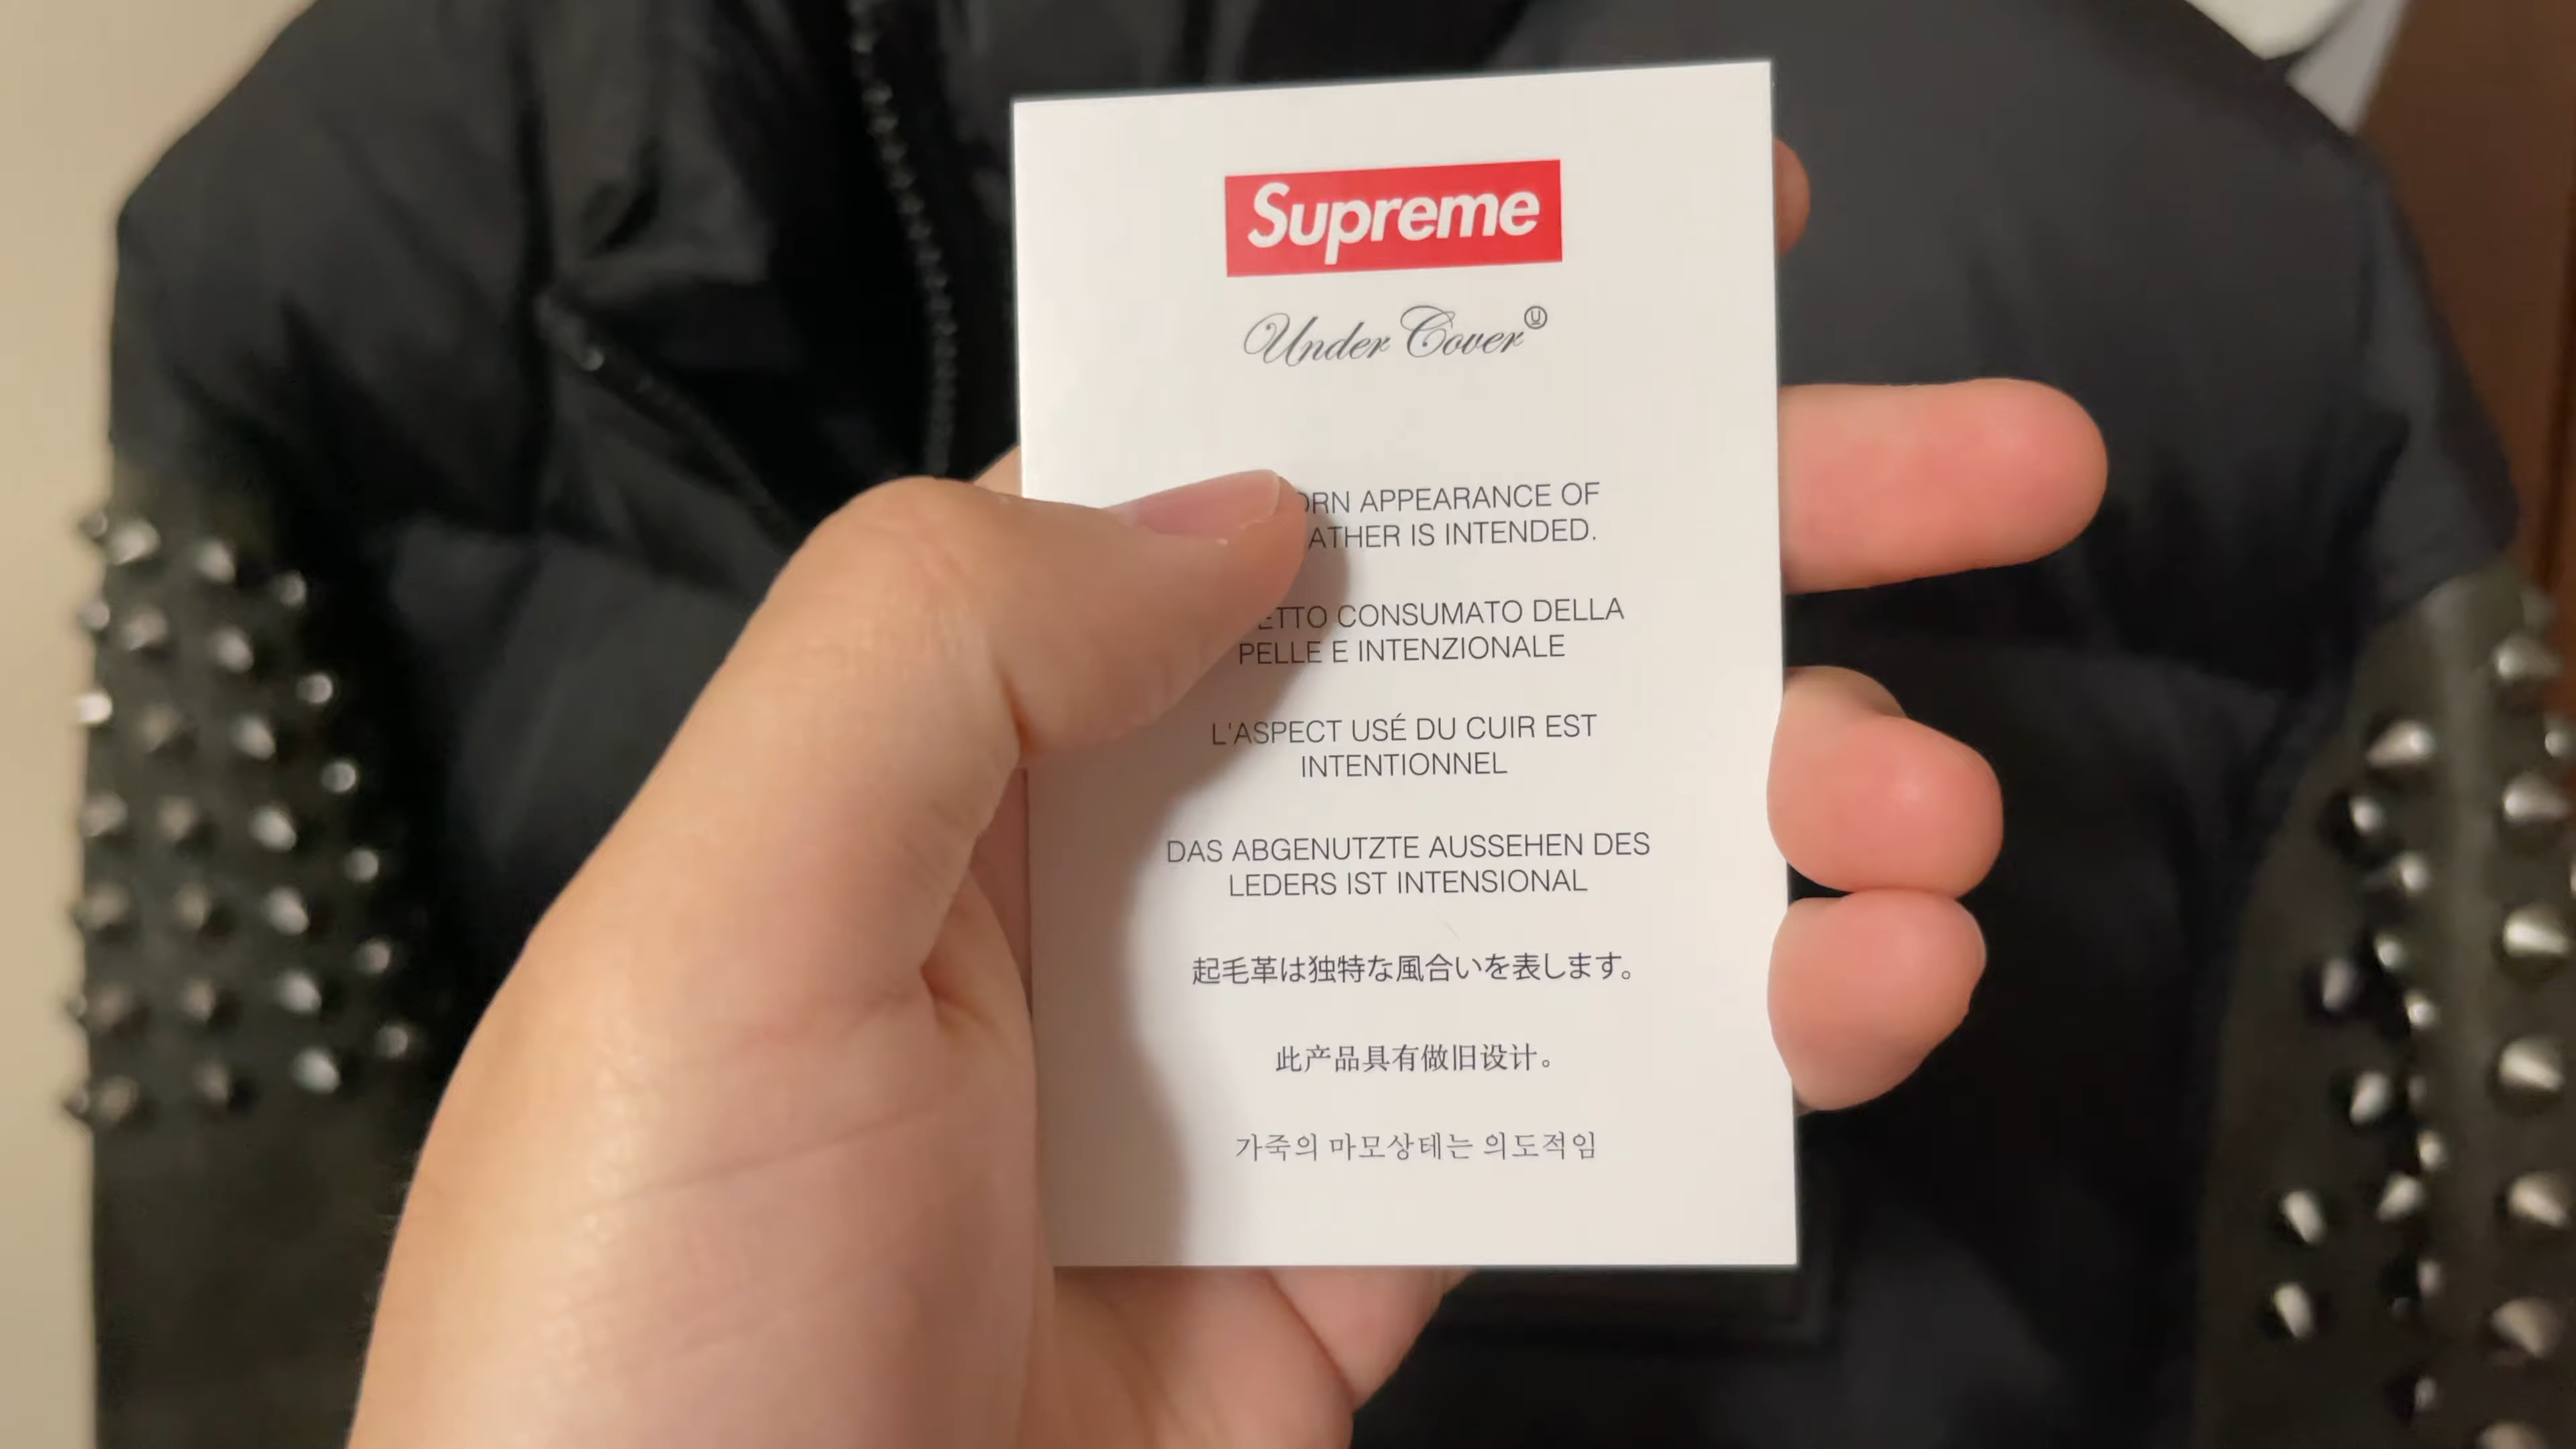 Supreme
Under Cover Ⓤ
APPEARANCE OF
IS INTENDED.
CONSUMATO DELLA
PELLE E INTENZIONALE
L'ASPECT USÉ DU CUIR EST
INTENTIONNEL
DAS ABGENUTZTE AUSSEHEN DES
LEDERS IST INTENSIONAL
起毛革は独特な風合いを表します。
此产品具有做旧设计。
가죽의 마모상테는 의도적임